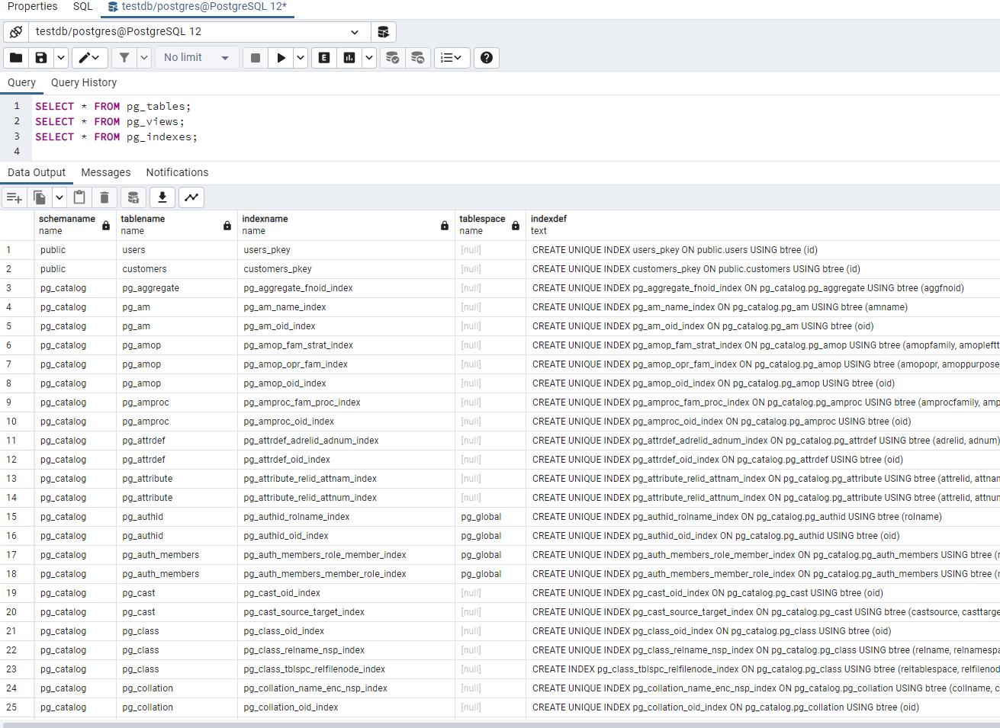 Properties SQL testdb/postgres@PostgreSQL 12*
testdb/postgres@PostgreSQL 12
No limit
E
Query Query History
1 SELECT * FROM pg_tables;
2 SELECT * FROM pg_views;
3 SELECT * FROM pg_indexes;
4
Data Output Messages Notifications
schemaname tablename indexname tablespace indexdef
name name name name text
1 public users users_pkey [null] CREATE UNIQUE INDEX users_pkey ON public.users USING btree (id)
2 public customers customers_pkey [null] CREATE UNIQUE INDEX customers_pkey ON public.customers USING btree (id)
3 pg_catalog pg_aggregate pg_aggregate_fnoid_index [null] CREATE UNIQUE INDEX pg_aggregate_fnoid_index ON pg_catalog.pg_aggregate USING btree (aggfnoid)
4 pg_catalog pg_am pg_am_name_index [null] CREATE UNIQUE INDEX pg_am_name_index ON pg_catalog.pg_am USING btree (amname)
5 pg_catalog pg_am pg_am_oid_index [null] CREATE UNIQUE INDEX pg_am_oid_index ON pg_catalog.pg_am USING btree (oid)
6 pg_catalog pg_amop pg_amop_fam_strat_index [null] CREATE UNIQUE INDEX pg_amop_fam_strat_index ON pg_catalog.pg_amop USING btree (amopfamily, amopleftt
7 pg_catalog pg_amop pg_amop_opr_fam_index [null] CREATE UNIQUE INDEX pg_amop_opr_fam_index ON pg_catalog.pg_amop USING btree (amopopr, amoppurpose
8 pg_catalog pg_amop pg_amop_oid_index [null] CREATE UNIQUE INDEX pg_amop_oid_index ON pg_catalog.pg_amop USING btree (oid)
9 pg_catalog pg_amproc pg_amproc_fam_proc_index [null] CREATE UNIQUE INDEX pg_amproc_fam_proc_index ON pg_catalog.pg_amproc USING btree (amprocfamily, amp
10 pg_catalog pg_amproc pg_amproc_oid_index [null] CREATE UNIQUE INDEX pg_amproc_oid_index ON pg_catalog.pg_amproc USING btree (oid)
11 pg_catalog pg_attrdef pg_attrdef_adrelid_adnum_index [null] CREATE UNIQUE INDEX pg_attrdef_adrelid_adnum_index ON pg_catalog.pg_attrdef USING btree (adrelid, adnum)
12 pg_catalog pg_attrdef pg_attrdef_oid_index [null] CREATE UNIQUE INDEX pg_attrdef_oid_index ON pg_catalog.pg_attrdef USING btree (oid)
13 pg_catalog pg_attribute pg_attribute_relid_attnam_index [null] CREATE UNIQUE INDEX pg_attribute_relid_attnam_index ON pg_catalog.pg_attribute USING btree (attrelid, attnan
14 pg_catalog pg_attribute pg_attribute_relid_attnum_index [null] CREATE UNIQUE INDEX pg_attribute_relid_attnum_index ON pg_catalog.pg_attribute USING btree (attrelid, attnun
15 pg_catalog pg_authid pg_authid_rolname_index pg_global CREATE UNIQUE INDEX pg_authid_rolname_index ON pg_catalog.pg_authid USING btree (rolname)
16 pg_catalog pg_authid pg_authid_oid_index pg_global CREATE UNIQUE INDEX pg_authid_oid_index ON pg_catalog.pg_authid USING btree (oid)
17 pg_catalog pg_auth_members pg_auth_members_role_member_index pg_global CREATE UNIQUE INDEX pg_auth_members_role_member_index ON pg_catalog.pg_auth_members USING btree (r
18 pg_catalog pg_auth_members pg_auth_members_member_role_index pg_global CREATE UNIQUE INDEX pg_auth_members_member_role_index ON pg_catalog.pg_auth_members USING btree (r
19 pg_catalog pg_cast pg_cast_oid_index [null] CREATE UNIQUE INDEX pg_cast_oid_index ON pg_catalog.pg_cast USING btree (oid)
20 pg_catalog pg_cast pg_cast_source_target_index [null] CREATE UNIQUE INDEX pg_cast_source_target_index ON pg_catalog.pg_cast USING btree (castsource, casttarge
21 pg_catalog pg_class pg_class_oid_index [null] CREATE UNIQUE INDEX pg_class_oid_index ON pg_catalog.pg_class USING btree (oid)
22 pg_catalog pg_class pg_class_relname_nsp_index [null] CREATE UNIQUE INDEX pg_class_relname_nsp_index ON pg_catalog.pg_class USING btree (relname, relnamespa
23 pg_catalog pg_class pg_class_tblspc_relfilenode_index [null] CREATE INDEX pg_class_tblspc_relfilenode_index ON pg_catalog.pg_class USING btree (reltablespace, relfilenod
24 pg_catalog pg_collation pg_collation_name_enc_nsp_index [null] CREATE UNIQUE INDEX pg_collation_name_enc_nsp_index ON pg_catalog.pg_collation USING btree (collname, c
25 pg_catalog pg_collation pg_collation_oid_index [null] CREATE UNIQUE INDEX pg_collation_oid_index ON pg_catalog.pg_collation USING btree (oid)